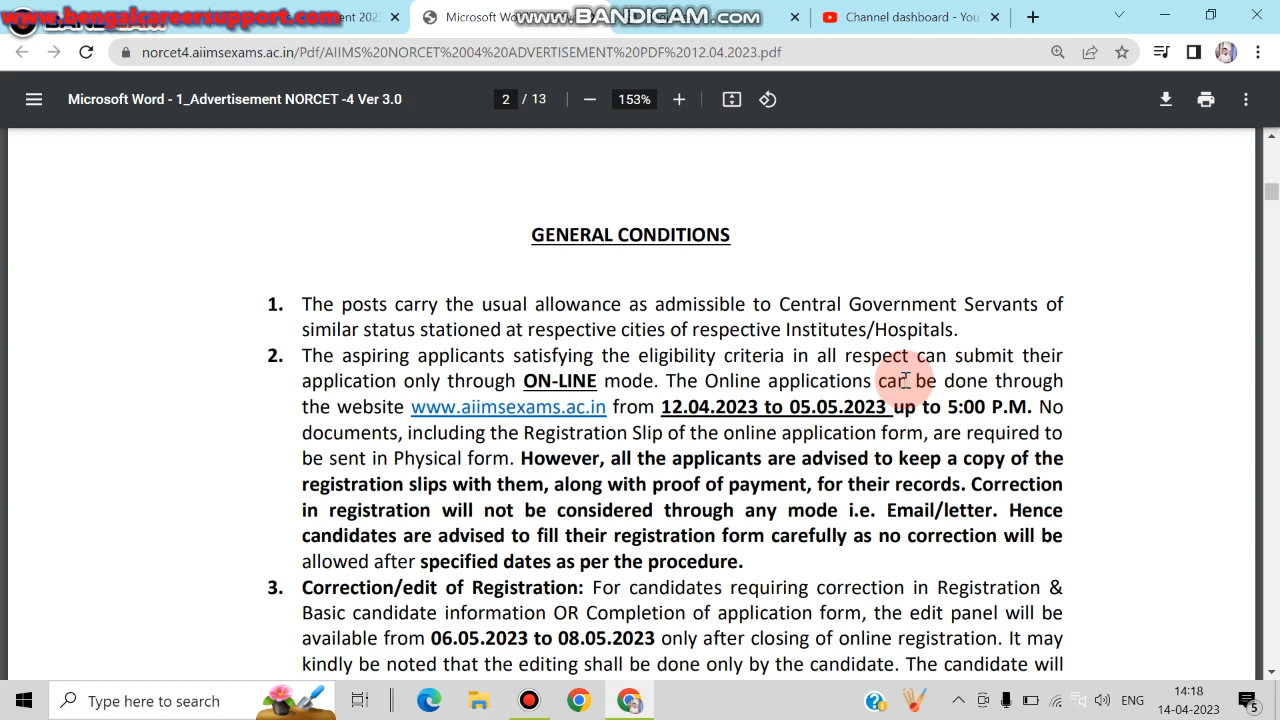 www.bengalcareersupport.com
ent 202
Microsoft Wo
www.BANDICAM.com
Channel dashboard - You
norcet4.aiimsexams.ac.in/Pdf/AIIMS%20NORCET%2004%20ADVERTISEMENT%20PDF%2012.04.2023.pdf
Microsoft Word - 1_Advertisement NORCET -4 Ver 3.0
2 / 13
153%
GENERAL CONDITIONS
1. The posts carry the usual allowance as admissible to Central Government Servants of
similar status stationed at respective cities of respective Institutes/Hospitals.
2. The aspiring applicants satisfying the eligibility criteria in all respect can submit their
application only through ON-LINE mode. The Online applications can be done through
the website www.aiimsexams.ac.in from 12.04.2023 to 05.05.2023 up to 5:00 P.M. No
documents, including the Registration Slip of the online application form, are required to
be sent in Physical form. However, all the applicants are advised to keep a copy of the
registration slips with them, along with proof of payment, for their records. Correction
in registration will not be considered through any mode i.e. Email/letter. Hence
candidates are advised to fill their registration form carefully as no correction will be
allowed after specified dates as per the procedure.
3. Correction/edit of Registration: For candidates requiring correction in Registration &
Basic candidate information OR Completion of application form, the edit panel will be
available from 06.05.2023 to 08.05.2023 only after closing of online registration. It may
kindly be noted that the editing shall be done only by the candidate. The candidate will
Type here to search
ENG
14:18
14-04-2023
5